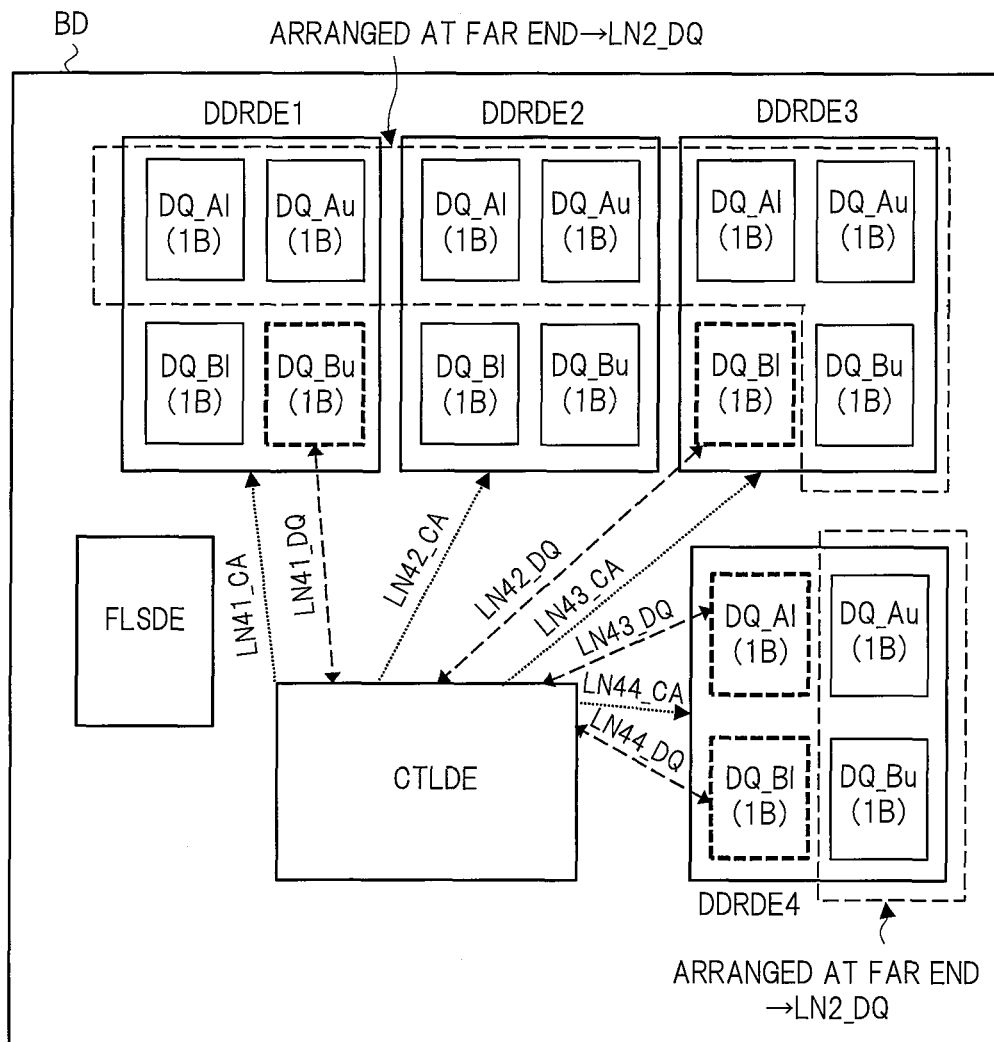 BD
ARRANGED AT FAR END→LN2_DQ
DDRDE1
DDRDE2
DDRDE3
DQ_Al
(1B)
DQ_Au
(1B)
DQ_Al
(1B)
DQ_Au
(1B)
DQ_Al
(1B)
DQ_Au
(1B)
DQ_Bl
(1B)
DQ_Bu
(1B)
DQ_Bl
(1B)
DQ_Bu
(1B)
DQ_Bl
(1B)
DQ_Bu
(1B)
LN41_CA
LN41_DQ
LN42_CA
LN42_DQ
LN43_CA
LN43_DQ
LN44_CA
LN44_DQ
FLSDE
CTLDE
DQ_Al
(1B)
DQ_Au
(1B)
DQ_Bl
(1B)
DQ_Bu
(1B)
DDRDE4
ARRANGED AT FAR END
→LN2_DQ